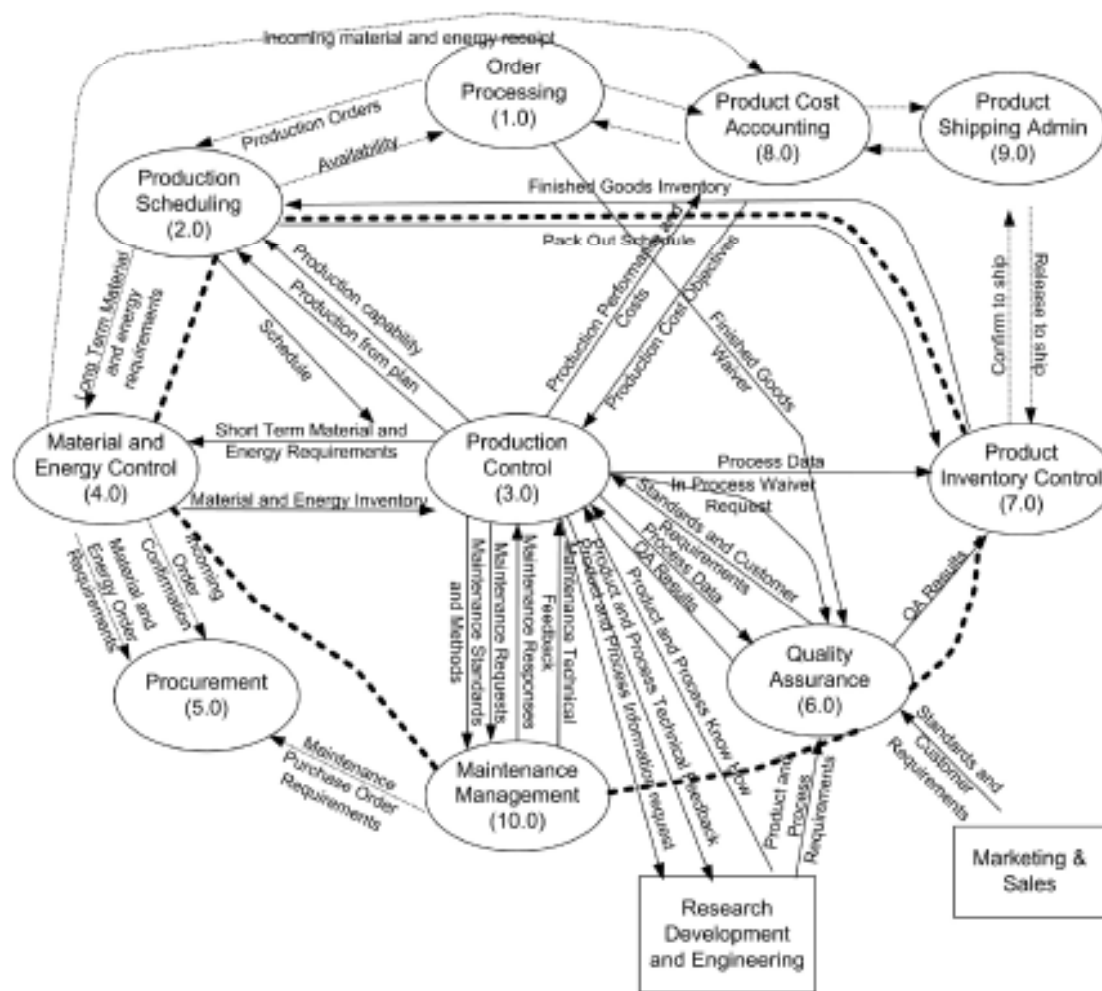 Incoming material and energy receipt
Order
Processing
(1.0)
Product Cost
Accounting
(8.0)
Product
Shipping Admin
(9.0)
Production Orders
Availability
Production
Scheduling
(2.0)
Finished Goods Inventory
Pack Out Schedule
Long Term Material
and energy
requirements
Production capability
Production from plan
Schedule
Production Performance and
Costs
Production Cost Objectives
Finished Goods
Waiver
Confirm to ship
Release to ship
Material and
Energy Control
(4.0)
Short Term Material and
Energy Requirements
Material and Energy Inventory
Production
Control
(3.0)
Process Data
In Process Waiver
Request
Product
Inventory Control
(7.0)
Standards and Customer
Requirements
Process Data
QA Results
QA Results
Incoming
Order
Confirmation
Material and
Energy Order
Requirements
Maintenance Standards
and Methods
Maintenance Requests
Maintenance Responses
Maintenance Technical
Feedback
Product and Process Information request
Product and Process Technical Feedback
Product and Process Know How
Procurement
(5.0)
Quality
Assurance
(6.0)
Maintenance
Purchase Order
Requirements
Maintenance
Management
(10.0)
Product and
Process
Requirements
Standards and
Customer
Requirements
Marketing &
Sales
Research
Development
and Engineering